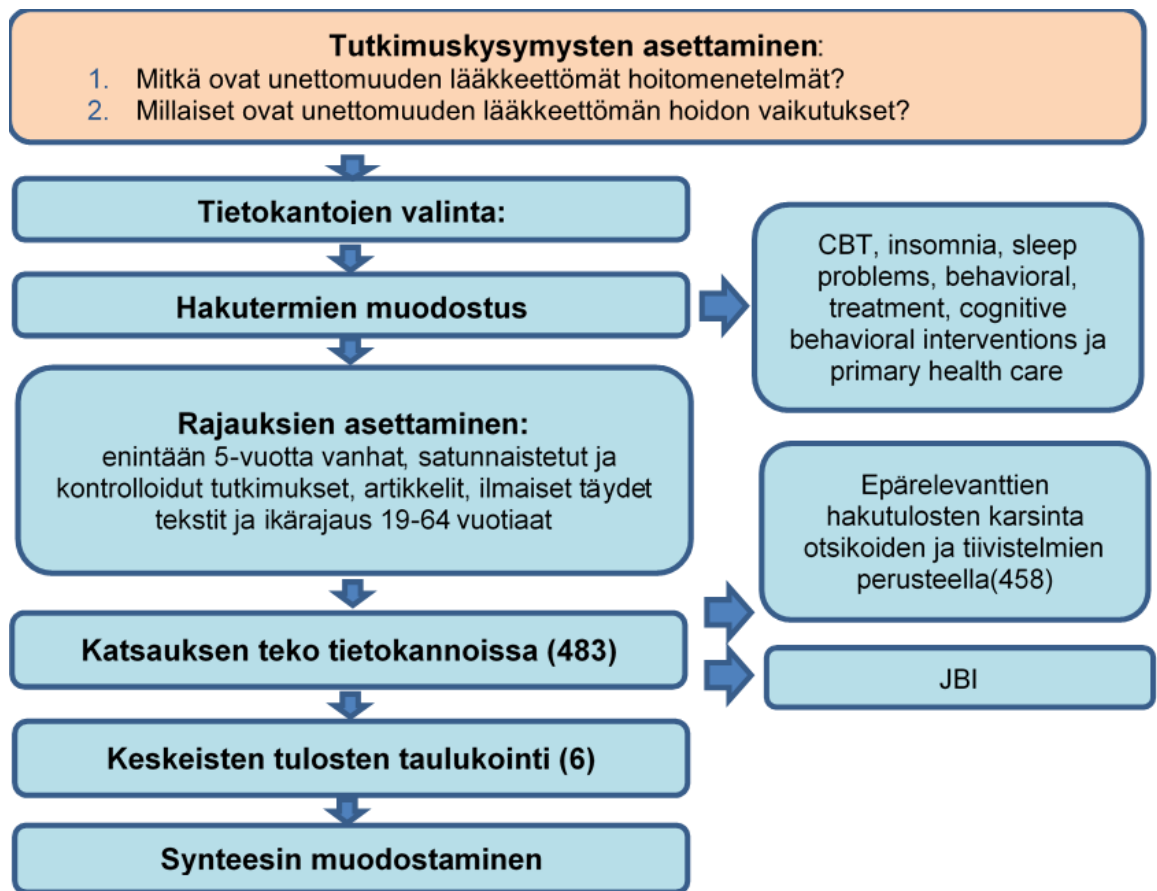 Tutkimuskysymysten asettaminen:
1. Mitkä ovat unettomuuden lääkkeettömät hoitomenetelmät?
2. Millaiset ovat unettomuuden lääkkeettömän hoidon vaikutukset?
Tietokantojen valinta:
Hakutermien muodostus
CBT, insomnia, sleep
problems, behavioral,
treatment, cognitive
behavioral interventions ja
primary health care
Rajauksien asettaminen:
enintään 5-vuotta vanhat, satunnaistetut ja
kontrolloidut tutkimukset, artikkelit, ilmaiset täydet
tekstit ja ikärajaus 19-64 vuotiaat
Epärelevanttien
hakutulosten karsinta
otsikoiden ja tiivistelmien
perusteella(458)
Katsauksen teko tietokannoissa (483)
JBI
Keskeisten tulosten taulukointi (6)
Synteesin muodostaminen